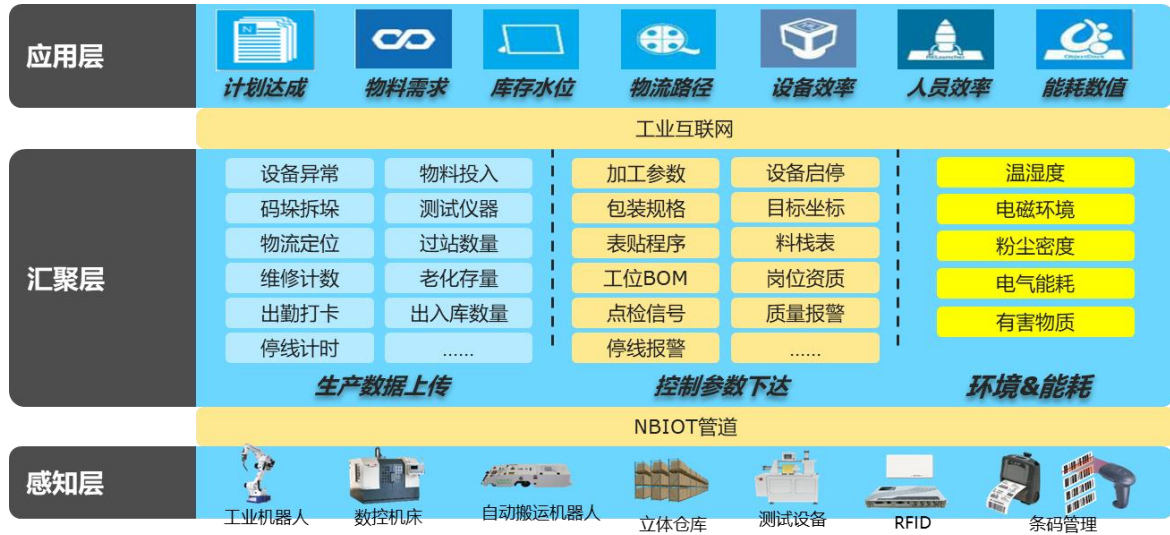 应用层
计划达成
物料需求
库存水位
物流路径
设备效率
人员效率
能耗数值
工业互联网
汇聚层
设备异常
物料投入
码垛拆垛
测试仪器
物流定位
过站数量
维修计数
老化存量
出勤打卡
出入库数量
停线计时
......
生产数据上传
加工参数
设备启停
包装规格
目标坐标
表贴程序
料栈表
工位BOM
岗位资质
点检信号
质量报警
停线报警
......
控制参数下达
温湿度
电磁环境
粉尘密度
电气能耗
有害物质
环境&能耗
NBIOT管道
感知层
工业机器人
数控机床
自动搬运机器人
立体仓库
测试设备
RFID
条码管理